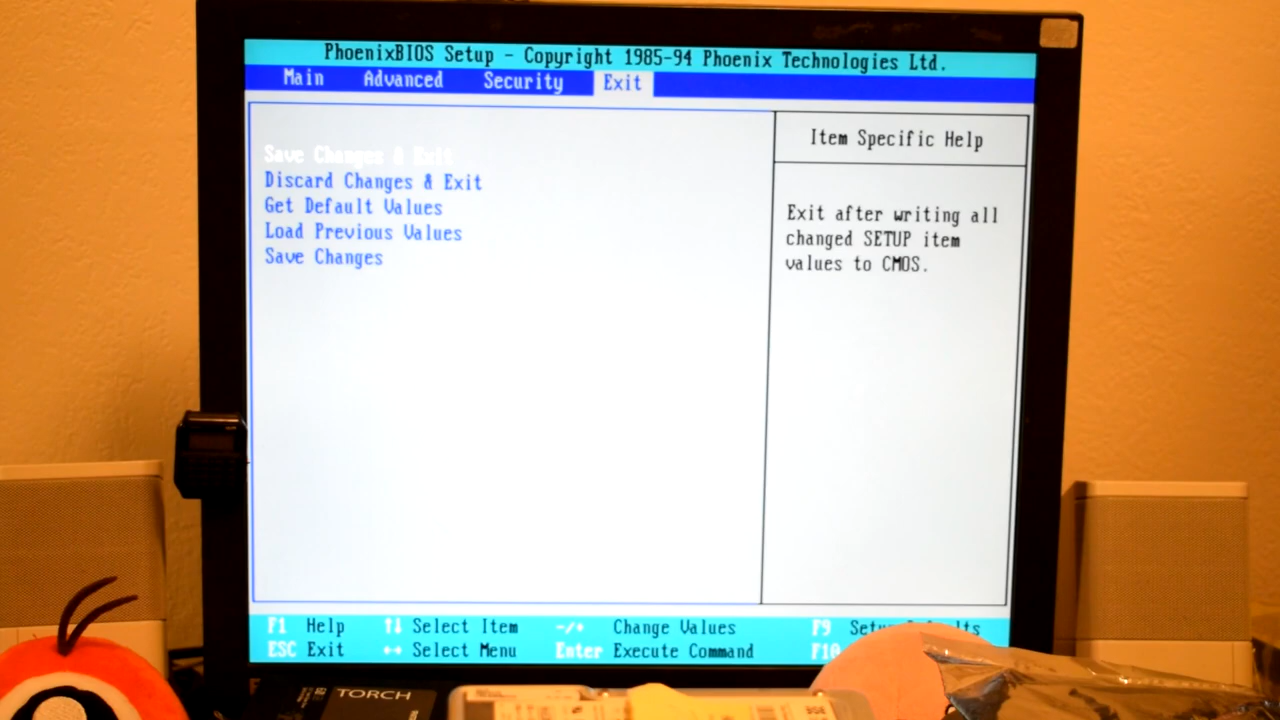 PhoenixBIOS Setup - Copyright 1985-94 Phoenix Technologies Ltd.
Main Advanced Security Exit
Item Specific Help
Save Changes & Exit
Discard Changes & Exit
Get Default Values
Load Previous Values
Save Changes
Exit after writing all
changed SETUP item
values to CMOS.
F1 Help ↑↓ Select Item -/+ Change Values F9
ESC Exit ↔ Select Menu Enter Execute Command F10
TORCH